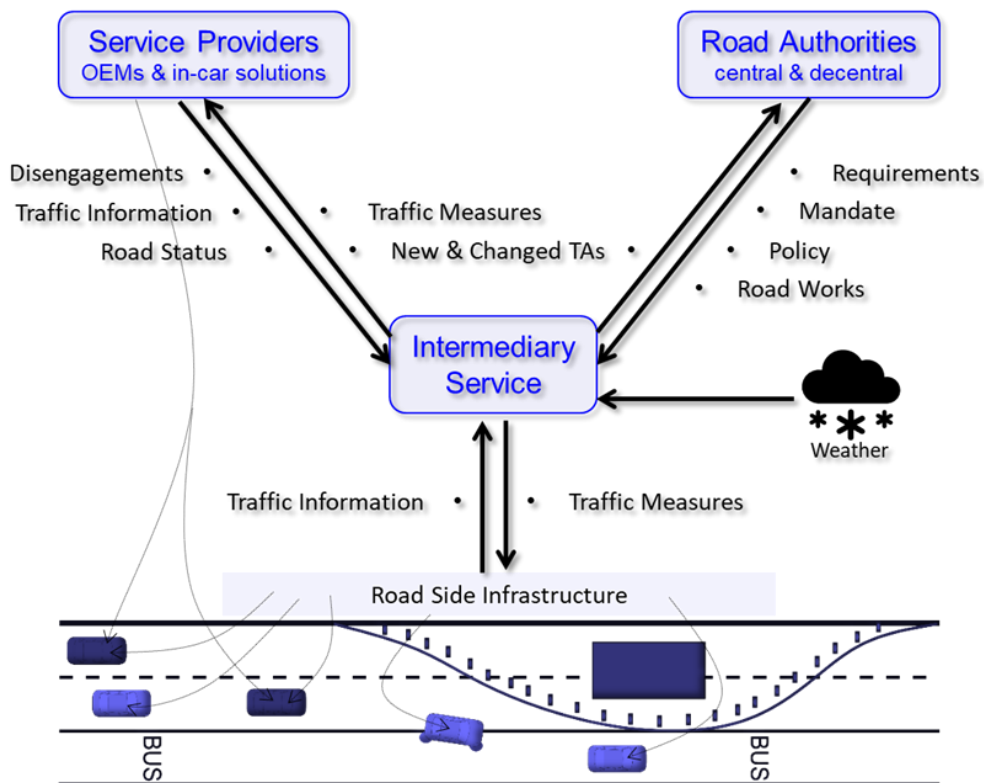 Service Providers
OEMs & in-car solutions
Road Authorities
central & decentral
Disengagements •
Traffic Information •
Road Status •
• Traffic Measures
• New & Changed TAs •
• Requirements
• Mandate
• Policy
• Road Works
Intermediary
Service
Weather
Traffic Information •
• Traffic Measures
Road Side Infrastructure
BUS
BUS